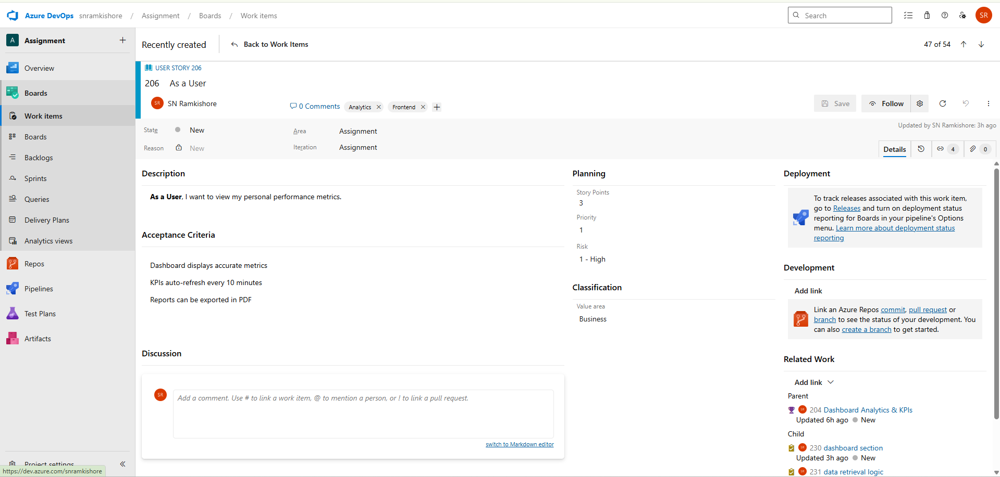 Azure DevOps snramkishore / Assignment / Boards / Work items
Search
SR
A Assignment
Recently created
Back to Work Items
47 of 54
Overview
Boards
Work items
Boards
Backlogs
Sprints
Queries
Delivery Plans
Analytics views
Repos
Pipelines
Test Plans
Artifacts
Project settings
https://dev.azure.com/snramkishore
USER STORY 206
206 As a User
SR SN Ramkishore
0 Comments
Analytics
Frontend
Save
Follow
State New
Area Assignment
Updated by SN Ramkishore: 3h ago
Reason New
Iteration Assignment
Details
4
0
Description
As a User, I want to view my personal performance metrics.
Acceptance Criteria
Dashboard displays accurate metrics
KPIs auto-refresh every 10 minutes
Reports can be exported in PDF
Discussion
SR
Add a comment. Use # to link a work item, @ to mention a person, or ! to link a pull request.
switch to Markdown editor
Planning
Story Points
3
Priority
1
Risk
1 - High
Classification
Value area
Business
Deployment
To track releases associated with this work item,
go to Releases and turn on deployment status
reporting for Boards in your pipeline's Options
menu. Learn more about deployment status
reporting
Development
Add link
Link an Azure Repos commit, pull request or
branch to see the status of your development. You
can also create a branch to get started.
Related Work
Add link
Parent
SR 204 Dashboard Analytics & KPIs
Updated 6h ago New
Child
SR 230 dashboard section
Updated 3h ago New
SR 231 data retrieval logic